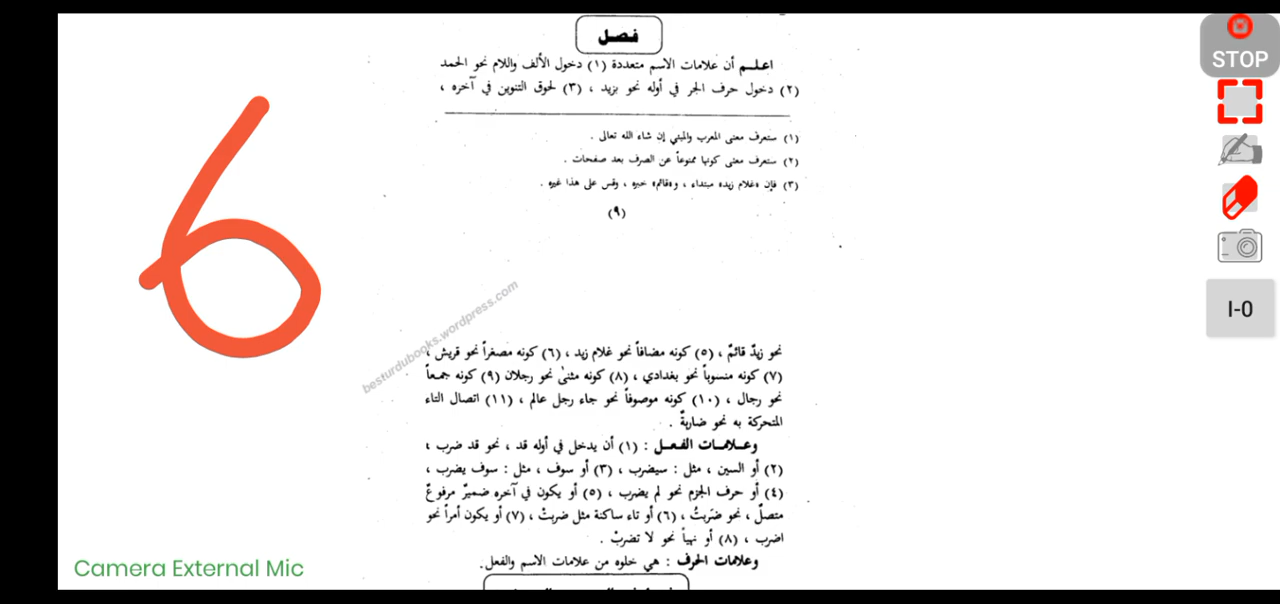 فصل
اعلم أن علامات الاسم متعددة (١) دخول الألف واللام نحو الحمد
(٢) دخول حرف الجر في أوله نحو بزيد ، (٣) لحوق التنوين في آخره ،
(١) ستعرف معنى المعرب والمبني إن شاء الله تعالى .
(٢) ستعرف معنى كونها ممنوعاً عن الصرف بعد صفحات .
(٣) فإن «غلام زيد» مبتداء ، و«قائم» خبره ، وقس على هذا غيره .
(٩)
6
besturdubooks.wordpress.com
نحو زيدٌ قائمٌ ، (٥) كونه مضافاً نحو غلام زيد ، (٦) كونه مصغراً نحو قريش ،
(٧) كونه منسوباً نحو بغدادي ، (٨) كونه مثنىٰ نحو رجلان (٩) كونه جمعاً
نحو رجال ، (١٠) كونه موصوفاً نحو جاء رجل عالم ، (١١) اتصال التاء
المتحركة به نحو ضاربةٌ .
وعلامات الفعل : (١) أن يدخل في أوله قد ، نحو قد ضرب ،
(٢) أو السين ، مثل : سيضرب ، (٣) أو سوف ، مثل : سوف يضرب ،
(٤) أو حرف الجزم نحو لم يضرب ، (٥) أو يكون في آخره ضميرٌ مرفوعٌ
متصلٌ ، نحو ضَربتُ ، (٦) أو تاء ساكنة مثل ضربتْ ، (٧) أو يكون أمراً نحو
اضرب ، (٨) أو نهياً نحو لا تضربْ .
وعلامات الحرف : هي خلوه من علامات الاسم والفعل.
STOP
I-0
Camera External Mic